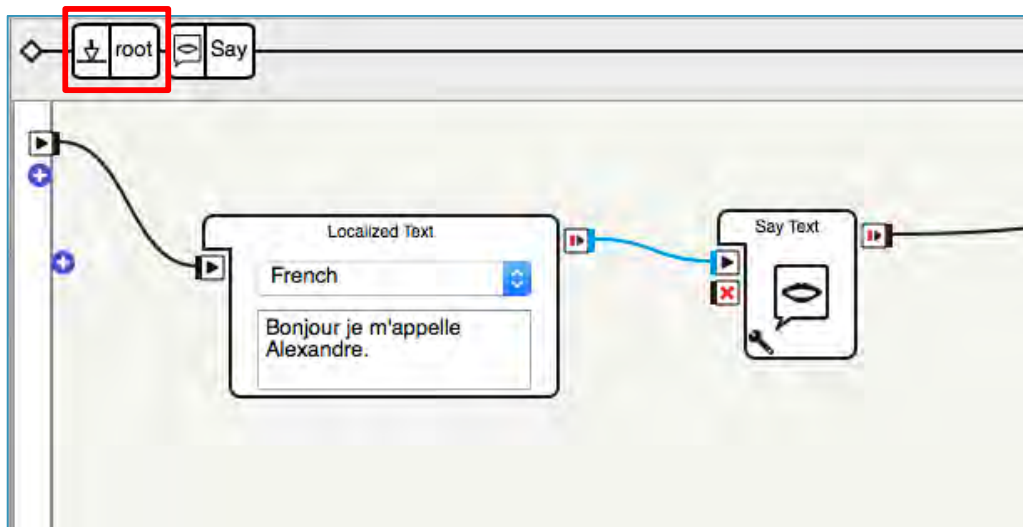 root
Say
Localized Text
French
Bonjour je m'appelle
Alexandre.
Say Text